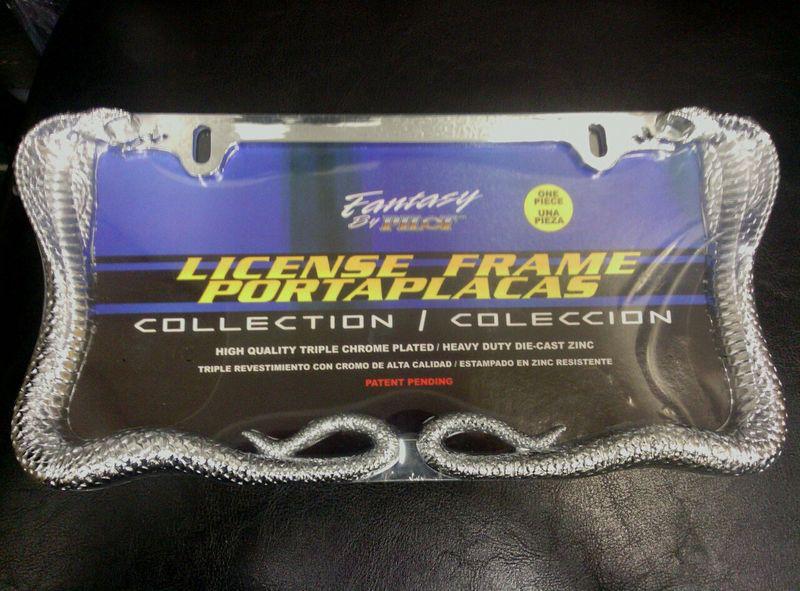 Fantasy
By PILOT™
ONE
PIECE
UNA
PIEZA
LICENSE FRAME
PORTAPLACAS
COLLECTION / COLECCION
HIGH QUALITY TRIPLE CHROME PLATED / HEAVY DUTY DIE-CAST ZINC
TRIPLE REVESTIMIENTO CON CROMO DE ALTA CALIDAD / ESTAMPADO EN ZINC RESISTENTE
PATENT PENDING